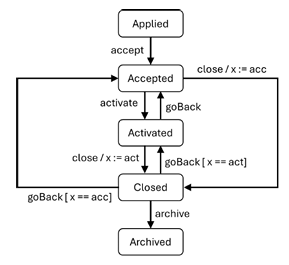 Applied
accept
close / x := acc
Accepted
activate
goBack
Activated
close / x := act
goBack [ x == act]
Closed
goBack [ x == acc]
archive
Archived